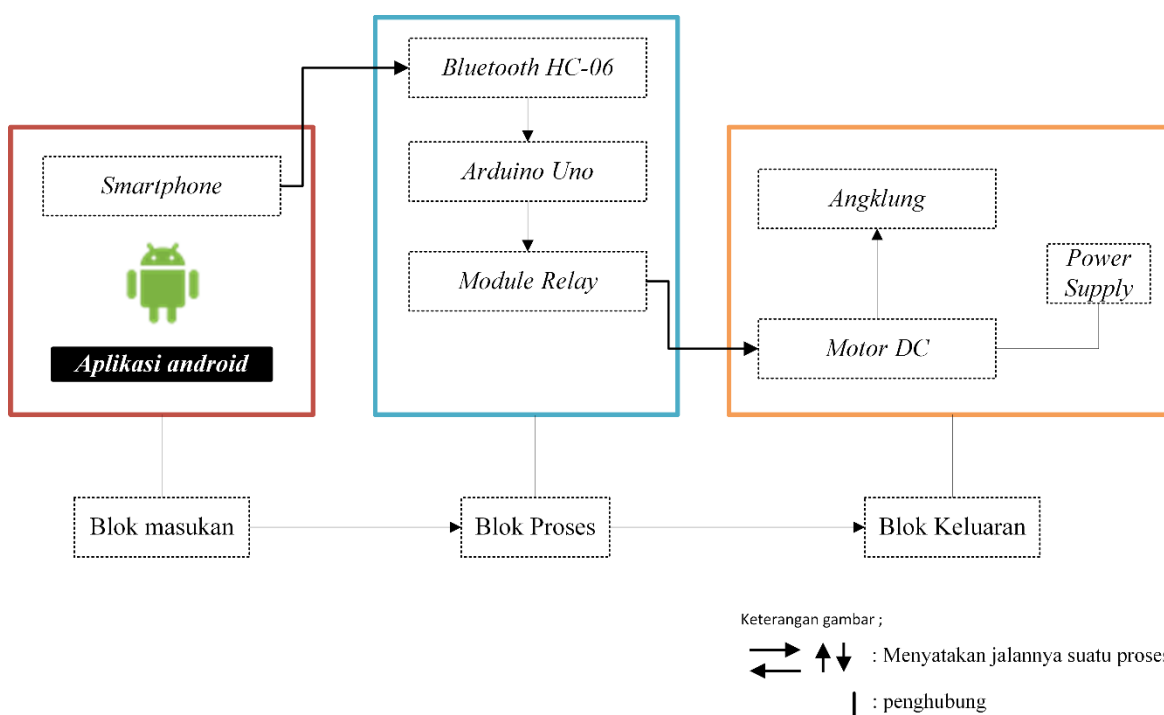 Smartphone
Aplikasi android
Bluetooth HC-06
Arduino Uno
Module Relay
Angklung
Power
Supply
Motor DC
Blok masukan
Blok Proses
Blok Keluaran
Keterangan gambar ;
: Menyatakan jalannya suatu proses
: penghubung